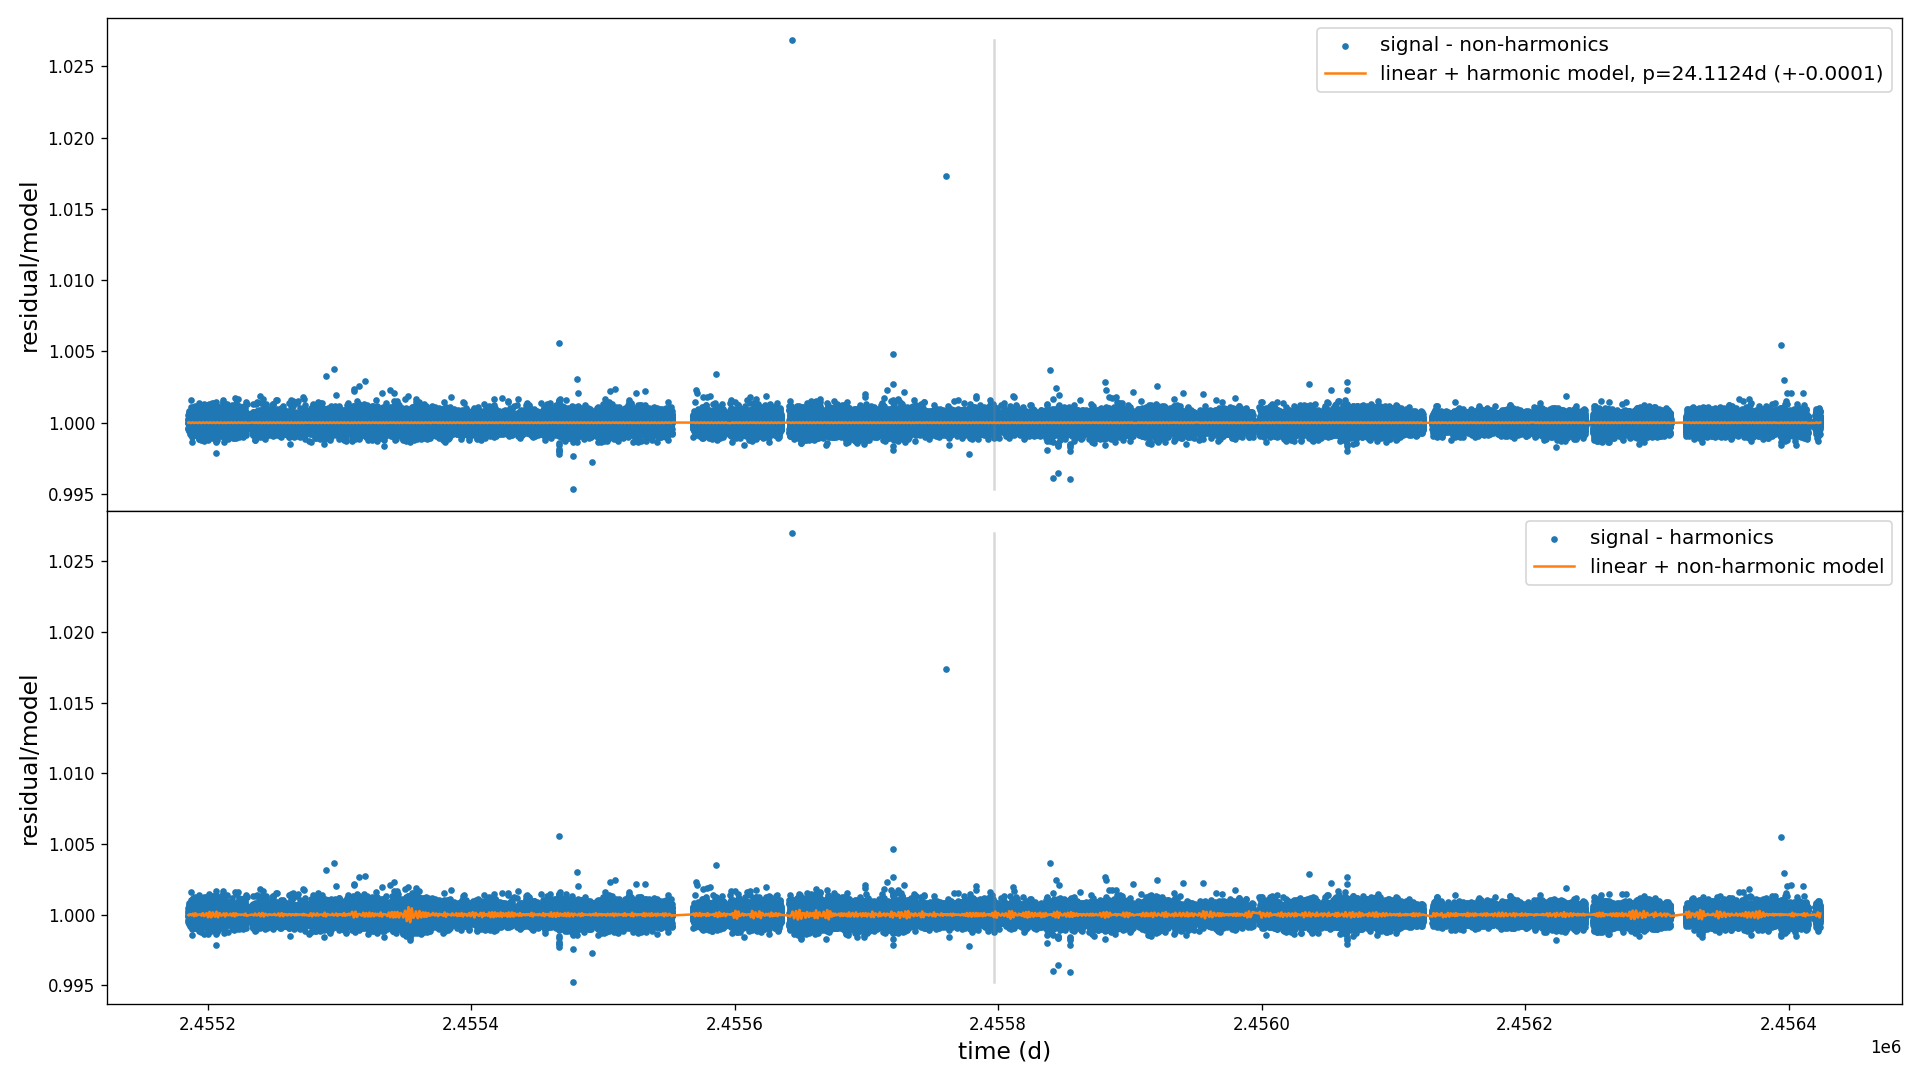 signal - non-harmonics
linear + harmonic model, p=24.1124d (+-0.0001)
1.025
1.020
1.015
1.010
1.005
1.000
0.995
residual/model
signal - harmonics
linear + non-harmonic model
1.025
1.020
1.015
1.010
1.005
1.000
0.995
residual/model
2.4552 2.4554 2.4556 2.4558 2.4560 2.4562 2.4564
1e6
time (d)